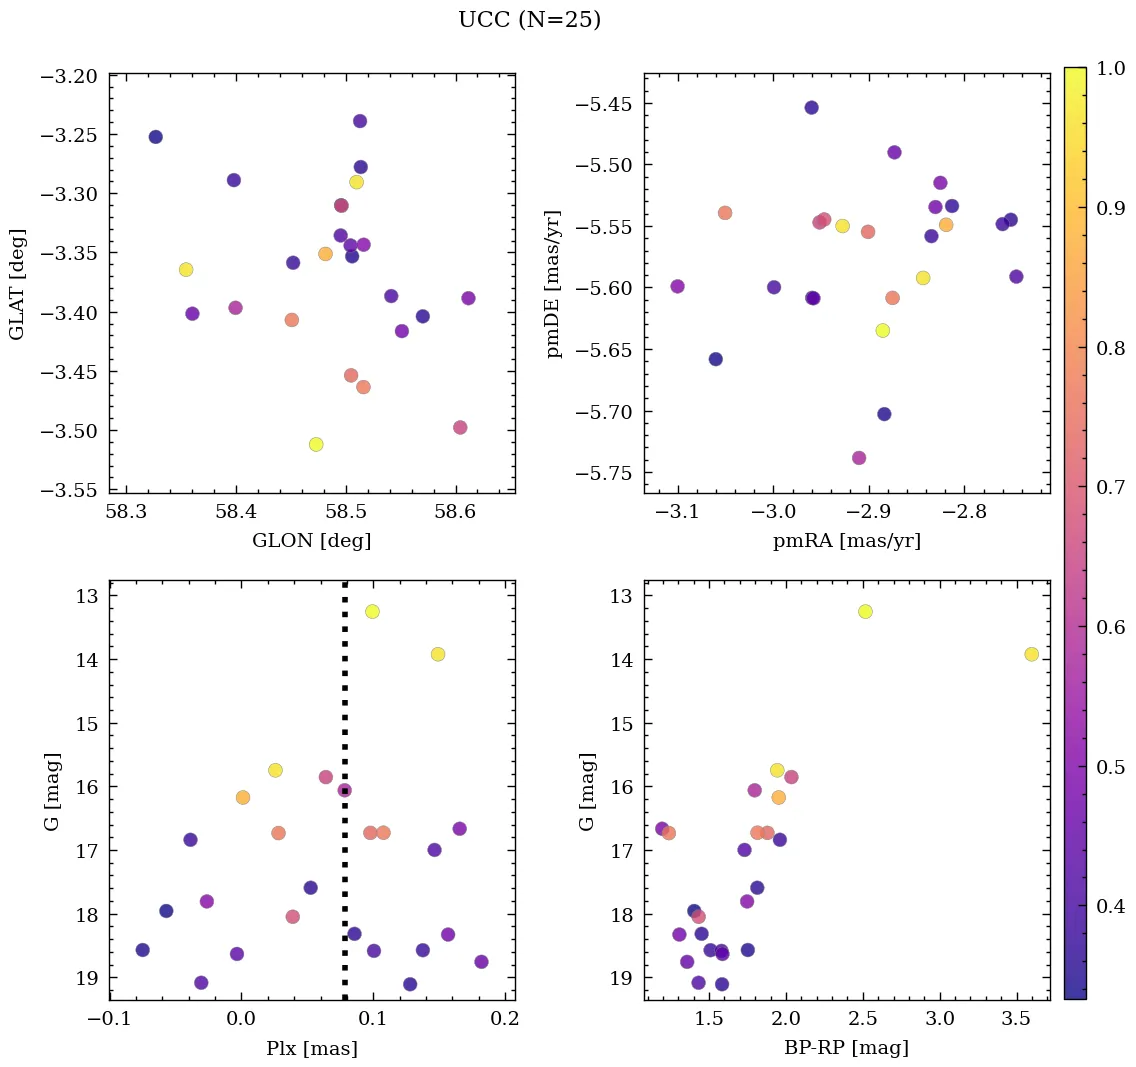 UCC (N=25)
−3.20
−3.25
−3.30
−3.35
−3.40
−3.45
−3.50
−3.55
GLAT [deg]
58.3 58.4 58.5 58.6
GLON [deg]
−5.45
−5.50
−5.55
−5.60
−5.65
−5.70
−5.75
pmDE [mas/yr]
−3.1 −3.0 −2.9 −2.8
pmRA [mas/yr]
13
14
15
16
17
18
19
G [mag]
−0.1 0.0 0.1 0.2
Plx [mas]
13
14
15
16
17
18
19
G [mag]
1.5 2.0 2.5 3.0 3.5
BP-RP [mag]
1.0
0.9
0.8
0.7
0.6
0.5
0.4